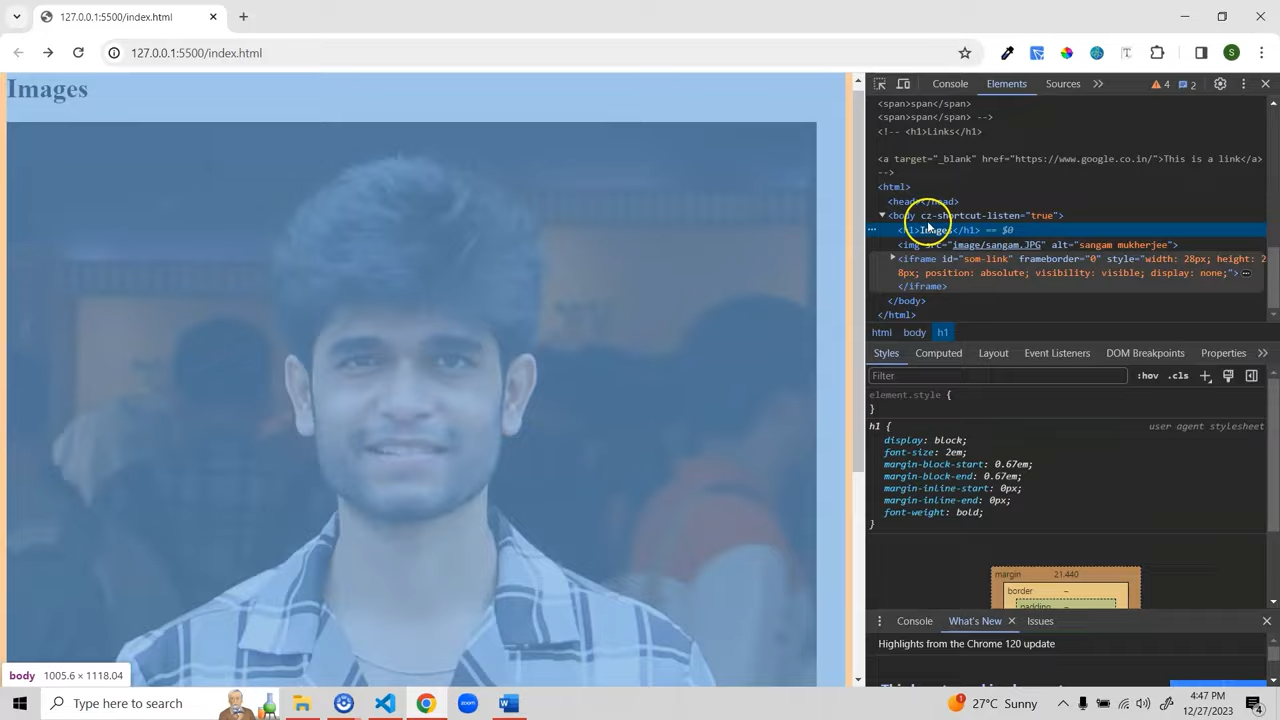 127.0.0.1:5500/index.html
127.0.0.1:5500/index.html
S
Images
Console
Elements
Sources
4
2
<span>span</span>
<span>span</span> -->
<!-- <h1>Links</h1>
<a target="_blank" href="https://www.google.co.in/">This is a link</a>
-->
<html>
<head></head>
<body cz-shortcut-listen="true">
<h1>Images</h1> == $0
<img src="image/sangam.JPG" alt="sangam mukherjee">
<iframe id="som-link" frameborder="0" style="width: 28px; height: 2
8px; position: absolute; visibility: visible; display: none;">
</iframe>
</body>
</html>
html body h1
Styles
Computed
Layout
Event Listeners
DOM Breakpoints
Properties
Filter
:hov .cls
element.style {
}
h1 {
user agent stylesheet
display: block;
font-size: 2em;
margin-block-start: 0.67em;
margin-block-end: 0.67em;
margin-inline-start: 0px;
margin-inline-end: 0px;
font-weight: bold;
}
margin 21.440
border –
padding
Console
What's New
Issues
Highlights from the Chrome 120 update
body 1005.6 × 1118.04
Type here to search
zoom
1
27°C Sunny
4:47 PM
12/27/2023
4